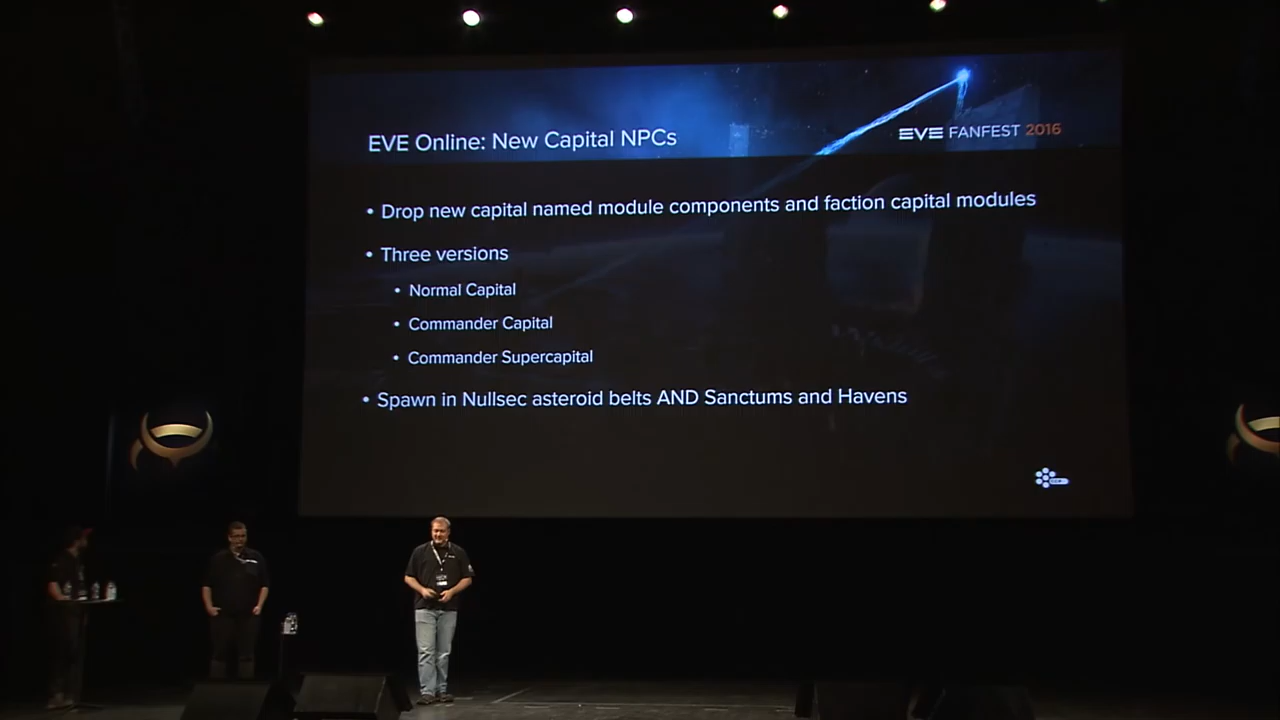 EVE Online: New Capital NPCs
EVE FANFEST 2016
• Drop new capital named module components and faction capital modules
• Three versions
• Normal Capital
• Commander Capital
• Commander Supercapital
• Spawn in Nullsec asteroid belts AND Sanctums and Havens